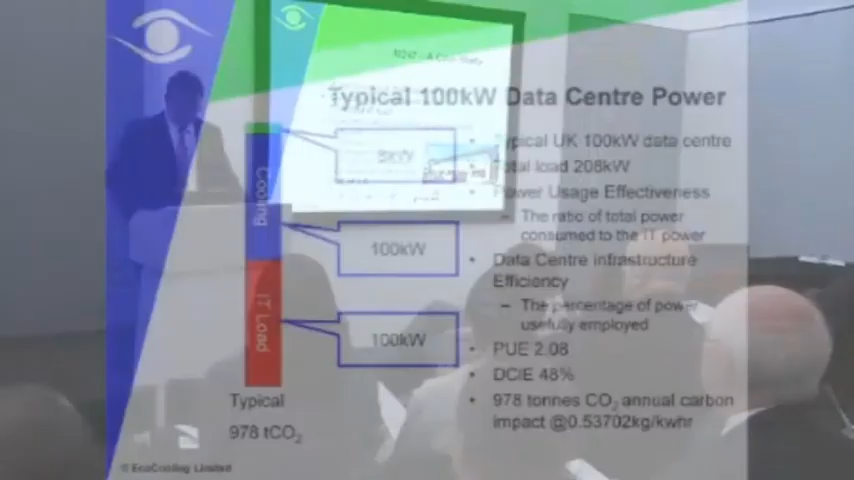 Typical 100kW Data Centre Power
Typical UK 100kW data centre
Total load 208kW
Power Usage Effectiveness
– The ratio of total power
consumed to the IT power
• Data Centre infrastructure
Efficiency
– The percentage of power
usefully employed
• PUE 2.08
• DCiE 48%
• 978 tonnes CO₂ annual carbon
impact @0.53702kg/kwhr
8kW
100kW
100kW
Cooling
IT Load
Typical
978 tCO₂
© EcoCooling Limited